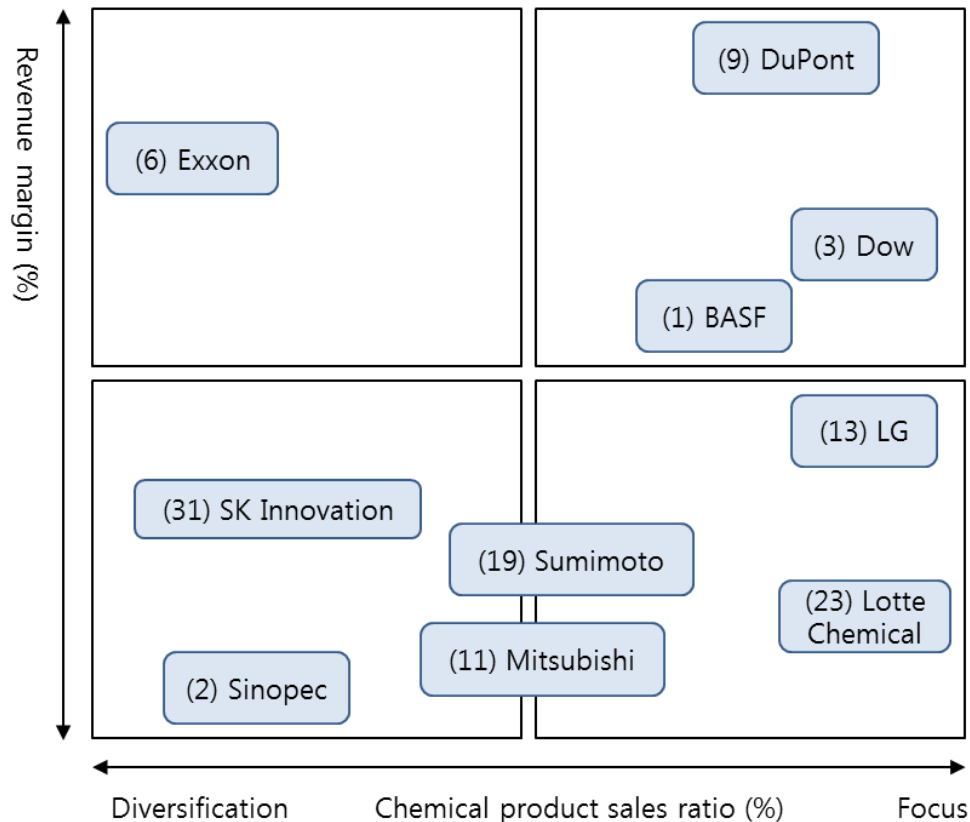 Revenue margin (%)
(9) DuPont
(6) Exxon
(3) Dow
(1) BASF
(13) LG
(31) SK Innovation
(19) Sumimoto
(23) Lotte
Chemical
(11) Mitsubishi
(2) Sinopec
Diversification
Chemical product sales ratio (%)
Focus